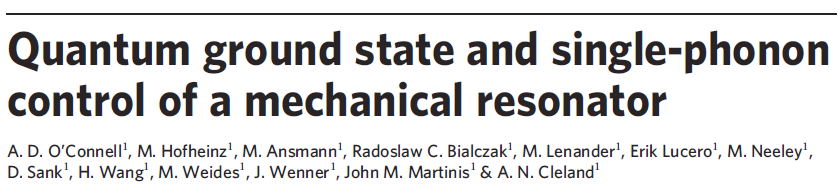 Quantum ground state and single-phonon
control of a mechanical resonator
A. D. O’Connell¹, M. Hofheinz¹, M. Ansmann¹, Radoslaw C. Bialczak¹, M. Lenander¹, Erik Lucero¹, M. Neeley¹,
D. Sank¹, H. Wang¹, M. Weides¹, J. Wenner¹, John M. Martinis¹ & A. N. Cleland¹